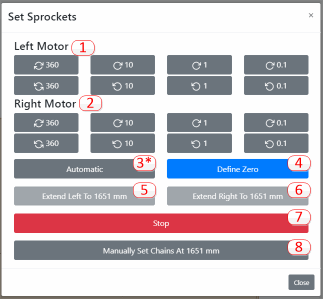 Set Sprockets ×
Left Motor 1
360 10 1 0.1
360 10 1 0.1
Right Motor 2
360 10 1 0.1
360 10 1 0.1
Automatic 3* Define Zero 4
Extend Left To 1651 mm 5 Extend Right To 1651 mm 6
Stop 7
Manually Set Chains At 1651 mm 8
Close